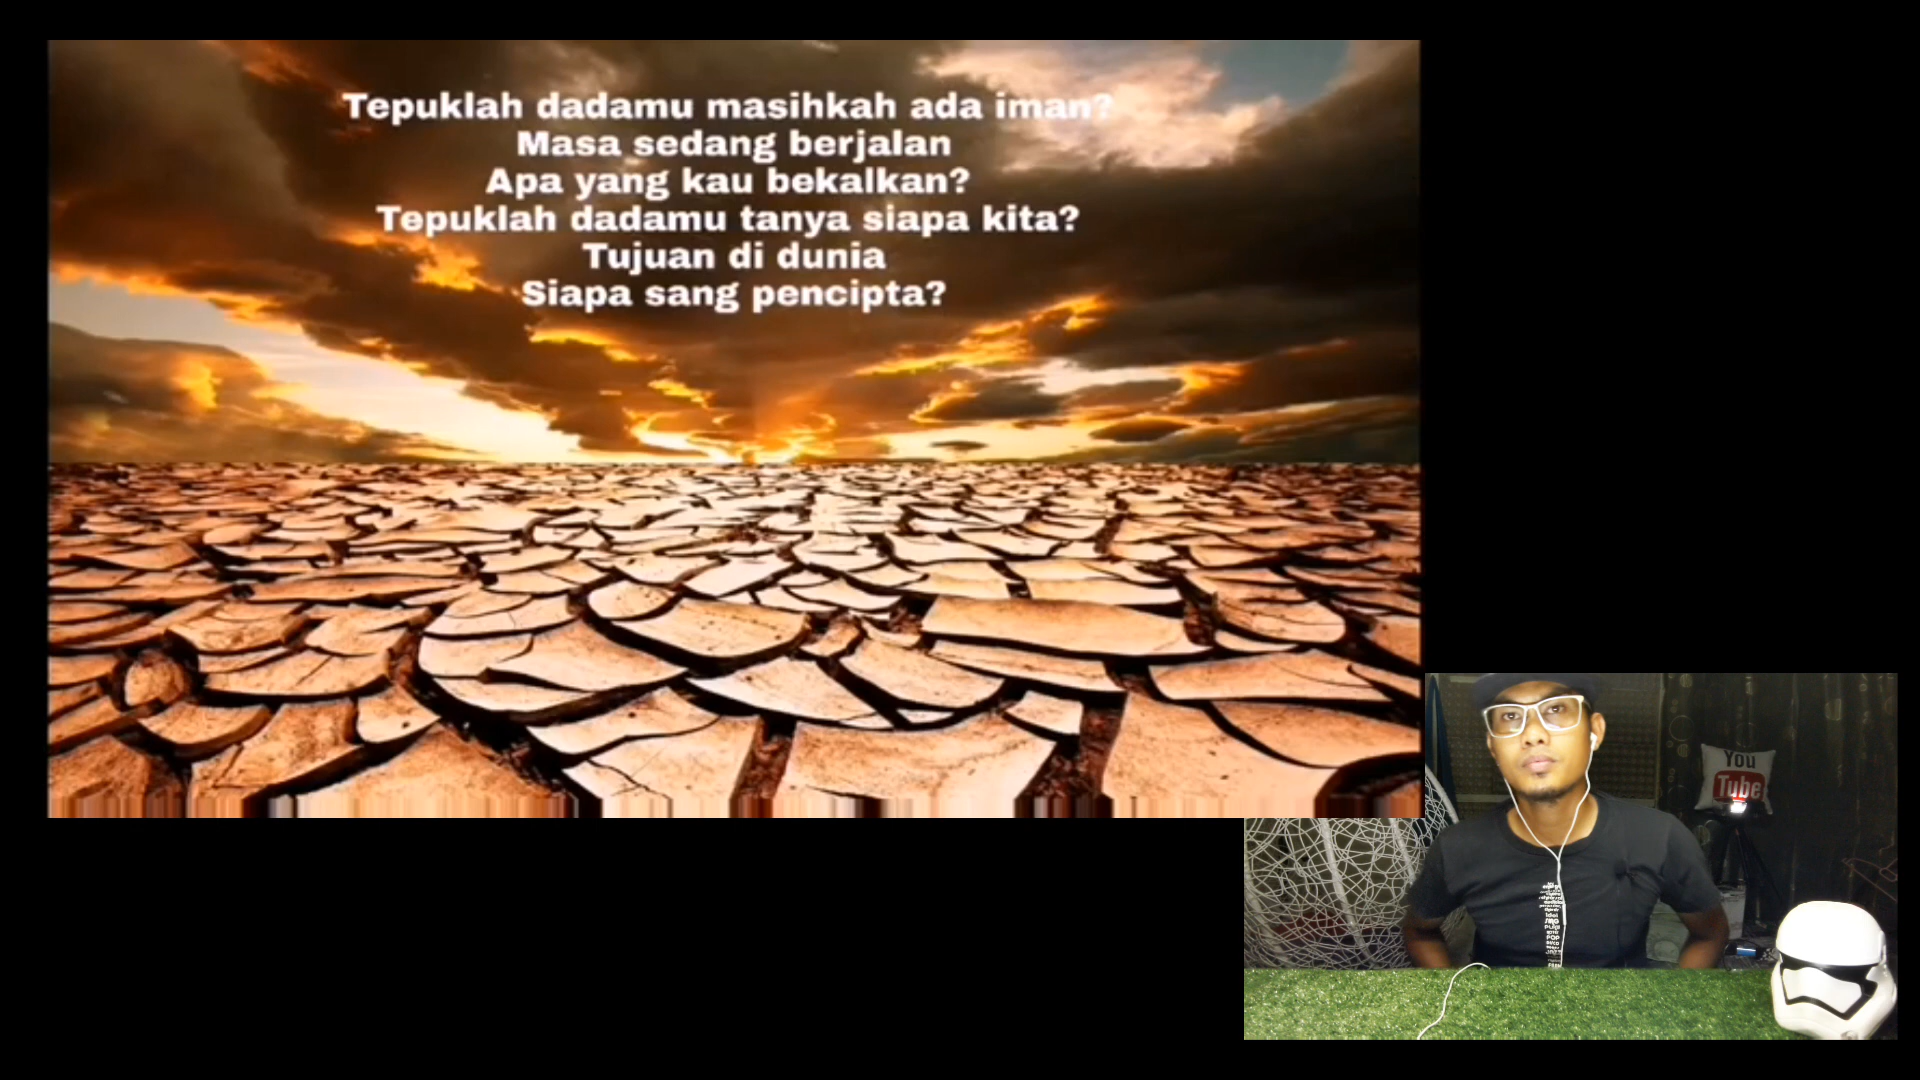 Tepuklah dadamu masihkah ada iman?
Masa sedang berjalan
Apa yang kau bekalkan?
Tepuklah dadamu tanya siapa kita?
Tujuan di dunia
Siapa sang pencipta?
You
Tube
POP